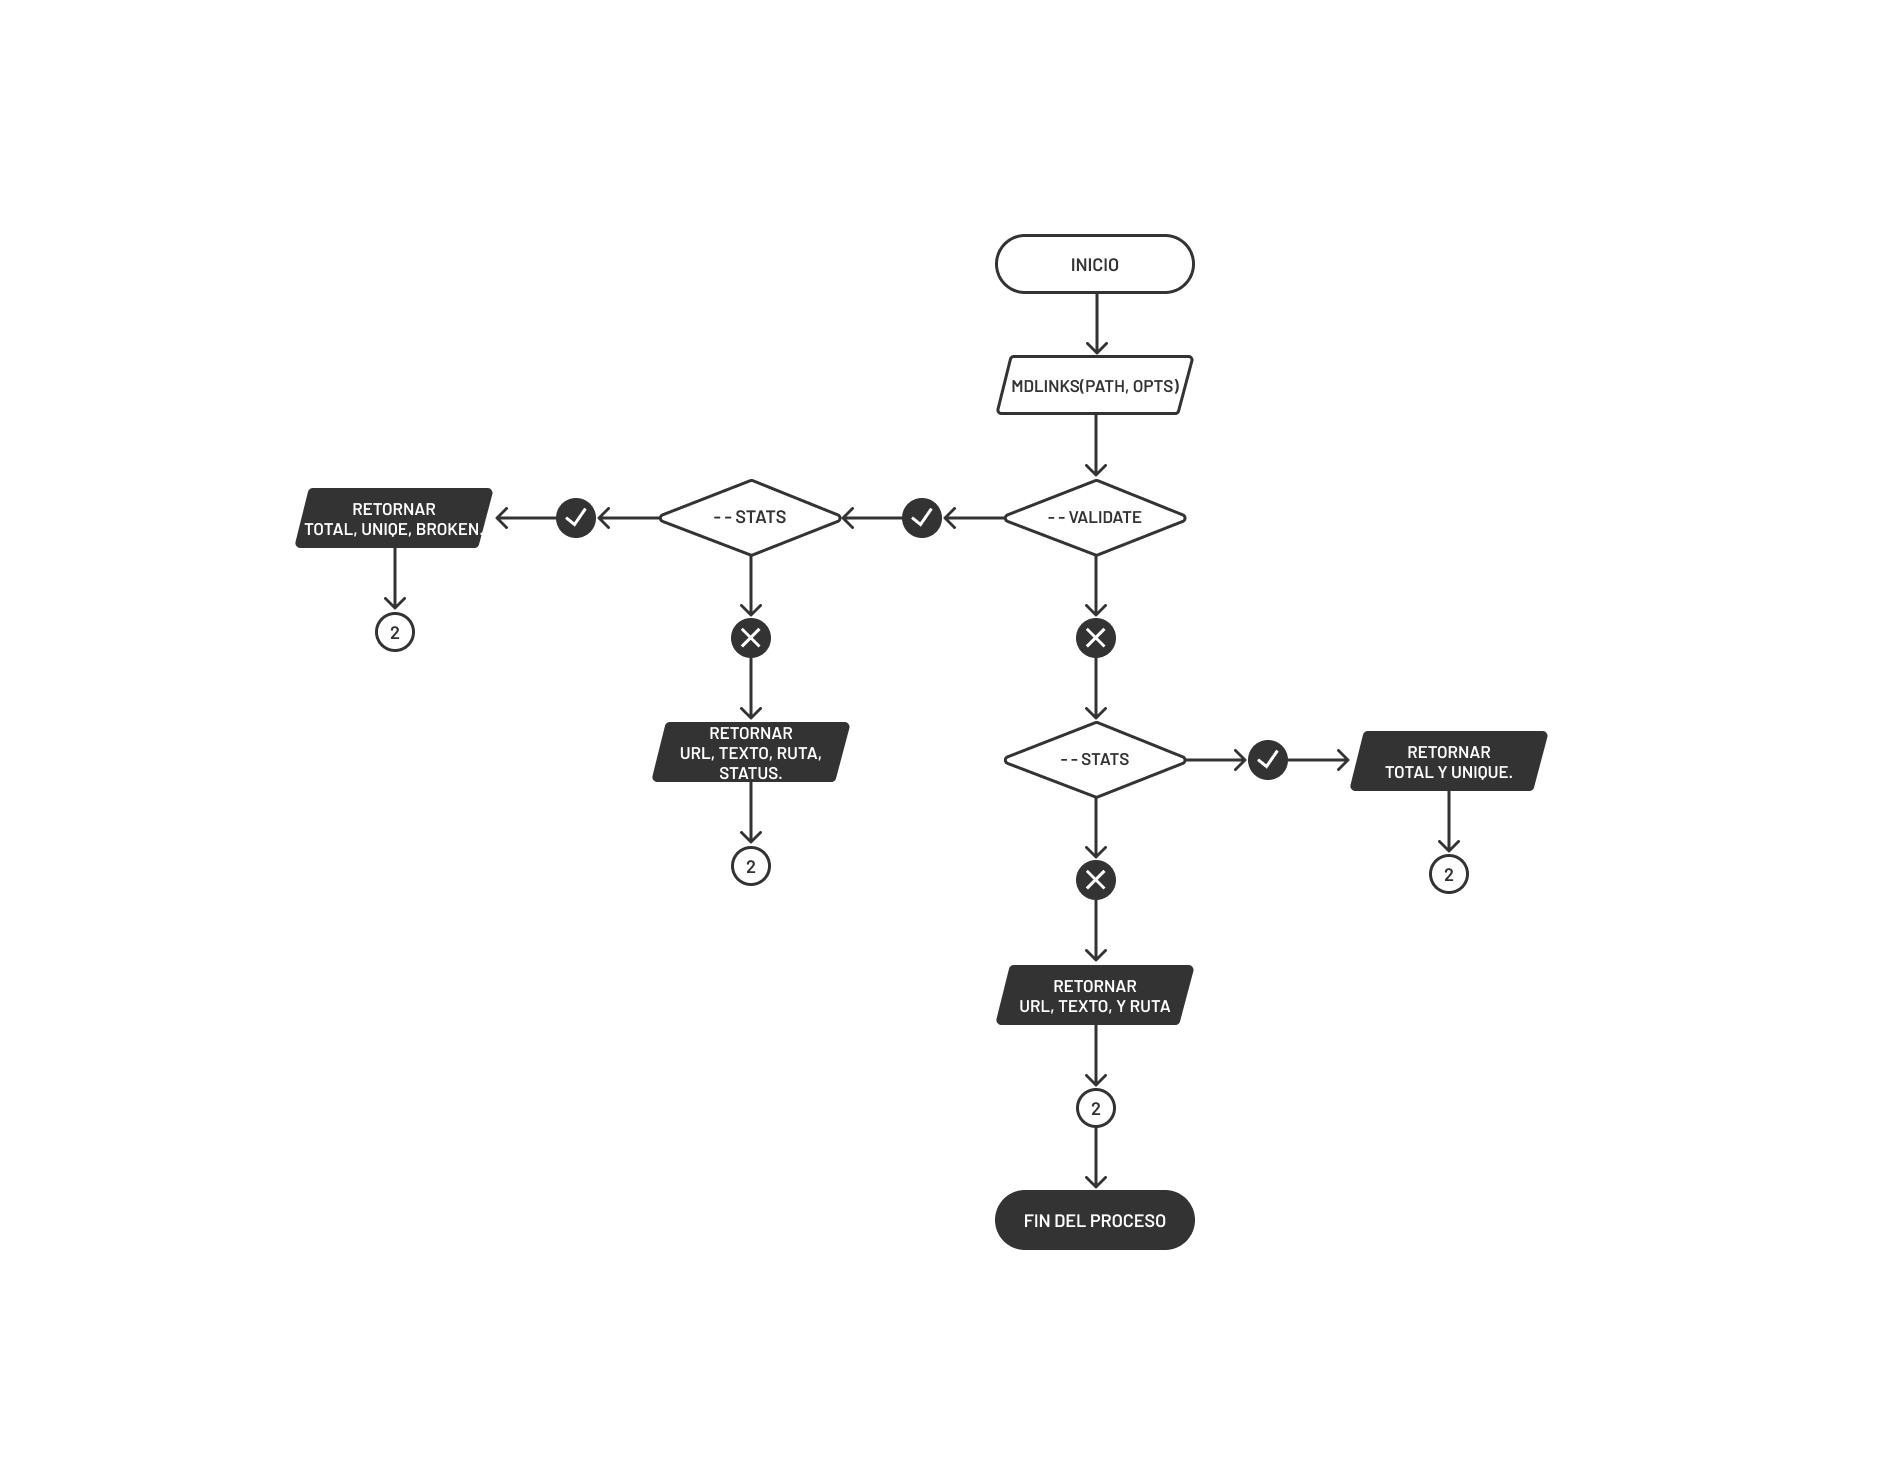 INICIO
MDLINKS(PATH, OPTS)
- - VALIDATE
- - STATS
RETORNAR
TOTAL, UNIQE, BROKEN.
2
RETORNAR
URL, TEXTO, RUTA,
STATUS.
2
- - STATS
RETORNAR
TOTAL Y UNIQUE.
2
RETORNAR
URL, TEXTO, Y RUTA
2
FIN DEL PROCESO